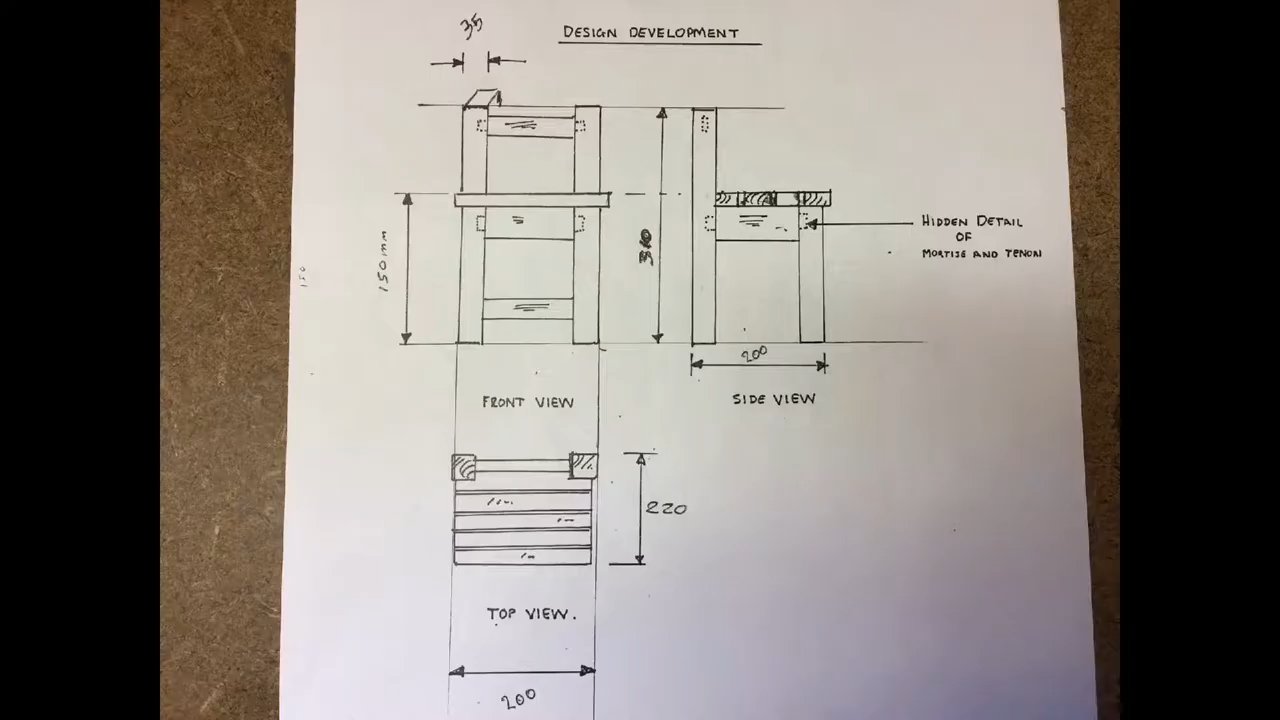 35
DESIGN DEVELOPMENT
HIDDEN DETAIL
OF
MORTISE AND TENON
150mm
150
200
FRONT VIEW
SIDE VIEW
220
TOP VIEW.
200